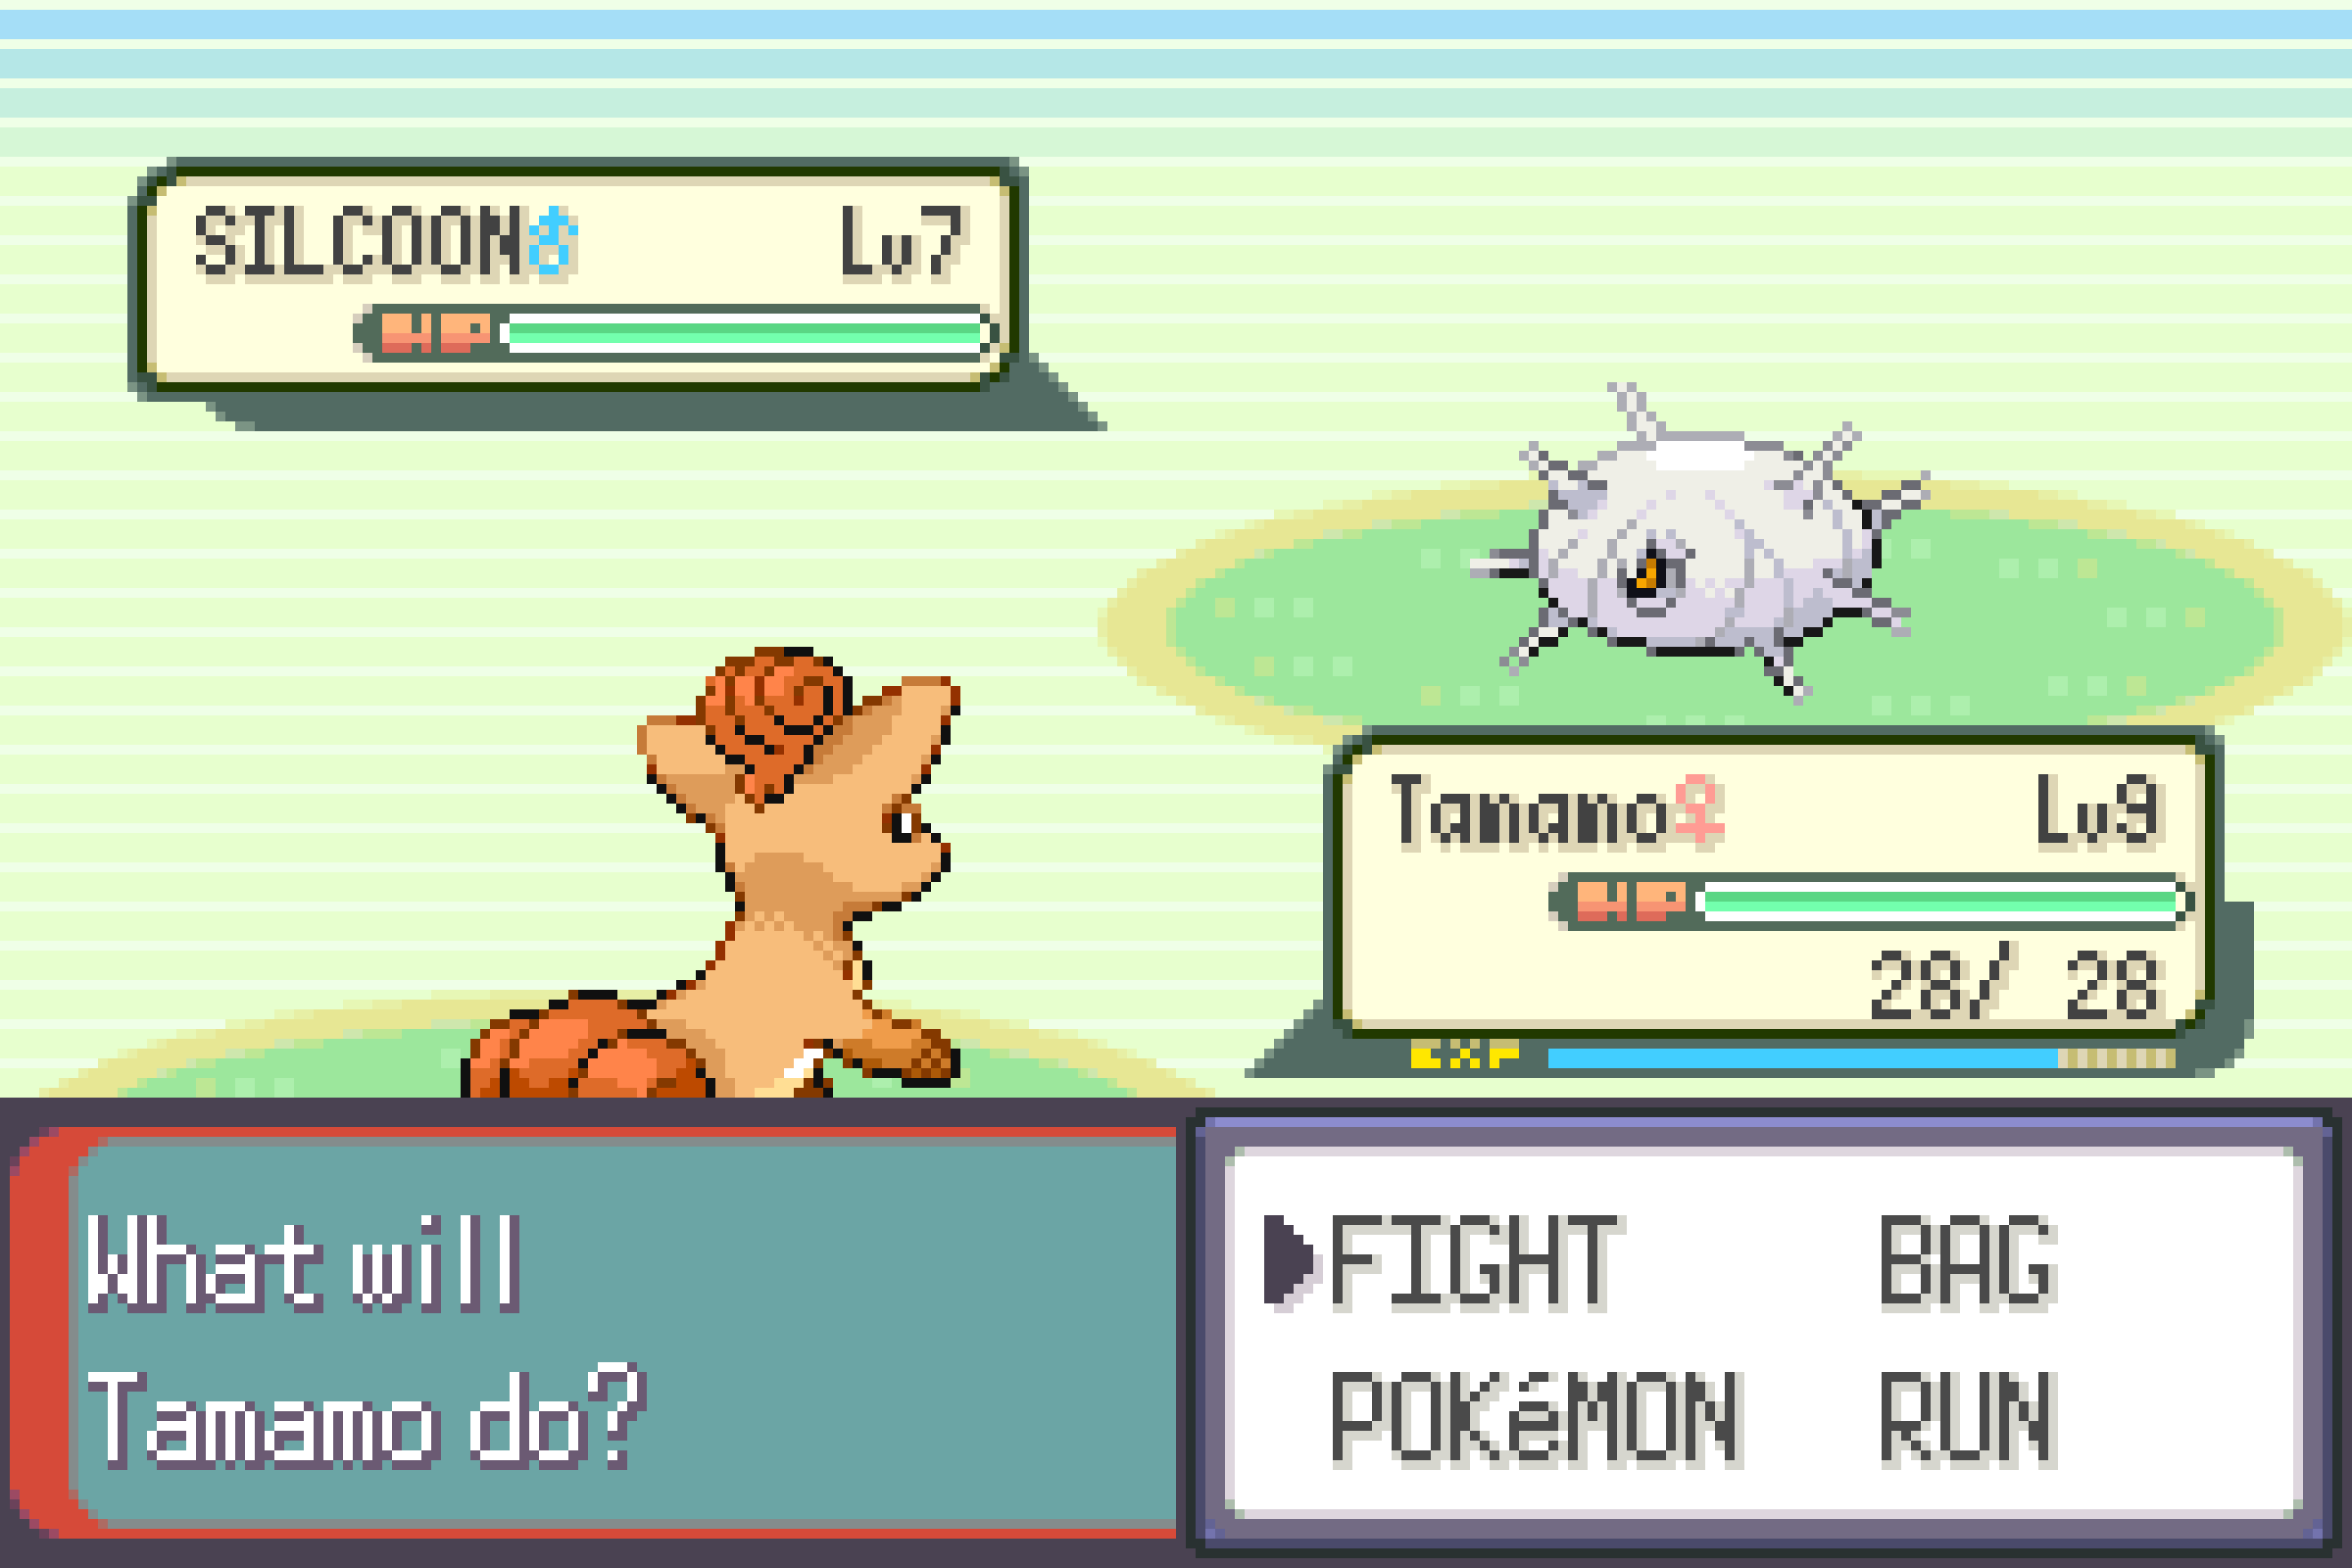 SILCOON♂ Lv7
HP
Tamamo♀ Lv9
HP
28/ 28
EXP
What will
Tamamo do?
FIGHT BAG
POKéMON RUN